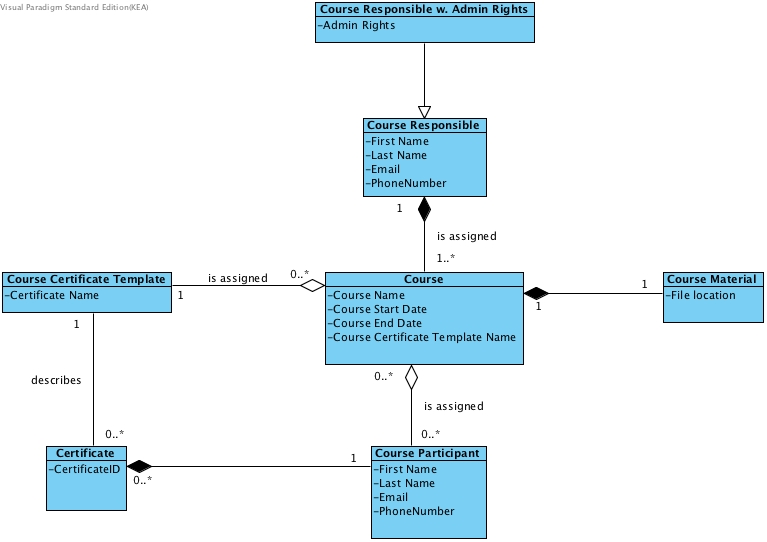 Visual Paradigm Standard Edition(KEA)
Course Responsible w. Admin Rights
-Admin Rights
Course Responsible
-First Name
-Last Name
-Email
-PhoneNumber
1
is assigned
1..*
Course Certificate Template
-Certificate Name
is assigned
0..*
1
Course
-Course Name
-Course Start Date
-Course End Date
-Course Certificate Template Name
1
1
Course Material
-File location
1
describes
0..*
0..*
is assigned
0..*
Certificate
-CertificateID
0..*
1
Course Participant
-First Name
-Last Name
-Email
-PhoneNumber